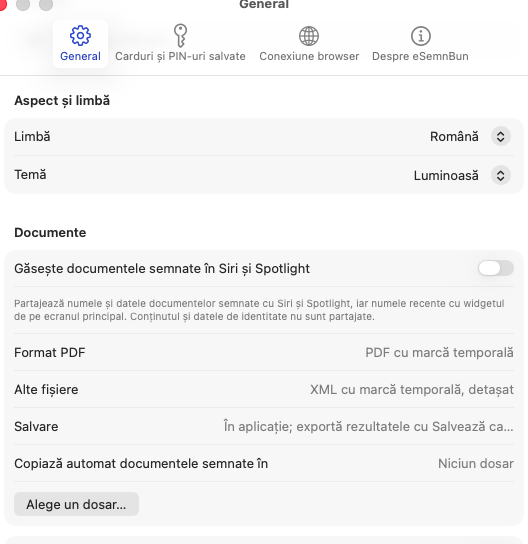 General
General
Carduri și PIN-uri salvate
Conexiune browser
Despre eSemnBun
Aspect și limbă
Limbă
Română
Temă
Luminoasă
Documente
Găsește documentele semnate în Siri și Spotlight
Partajează numele și datele documentelor semnate cu Siri și Spotlight, iar numele recente cu widgetul
de pe ecranul principal. Conținutul și datele de identitate nu sunt partajate.
Format PDF
PDF cu marcă temporală
Alte fișiere
XML cu marcă temporală, detașat
Salvare
În aplicație; exportă rezultatele cu Salvează ca...
Copiază automat documentele semnate în
Niciun dosar
Alege un dosar...